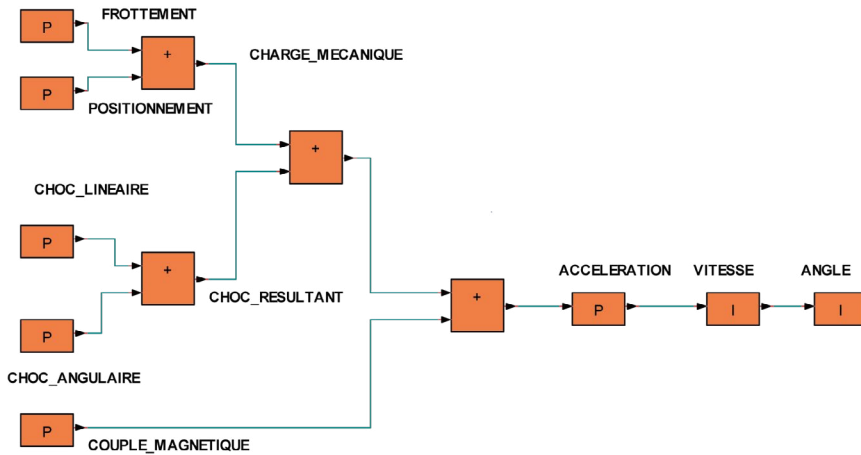 FROTTEMENT
P
+
CHARGE_MECANIQUE
P
POSITIONNEMENT
+
CHOC_LINEAIRE
P
+
CHOC_RESULTANT
ACCELERATION
VITESSE
ANGLE
+
P
I
I
P
CHOC_ANGULAIRE
P
COUPLE_MAGNETIQUE